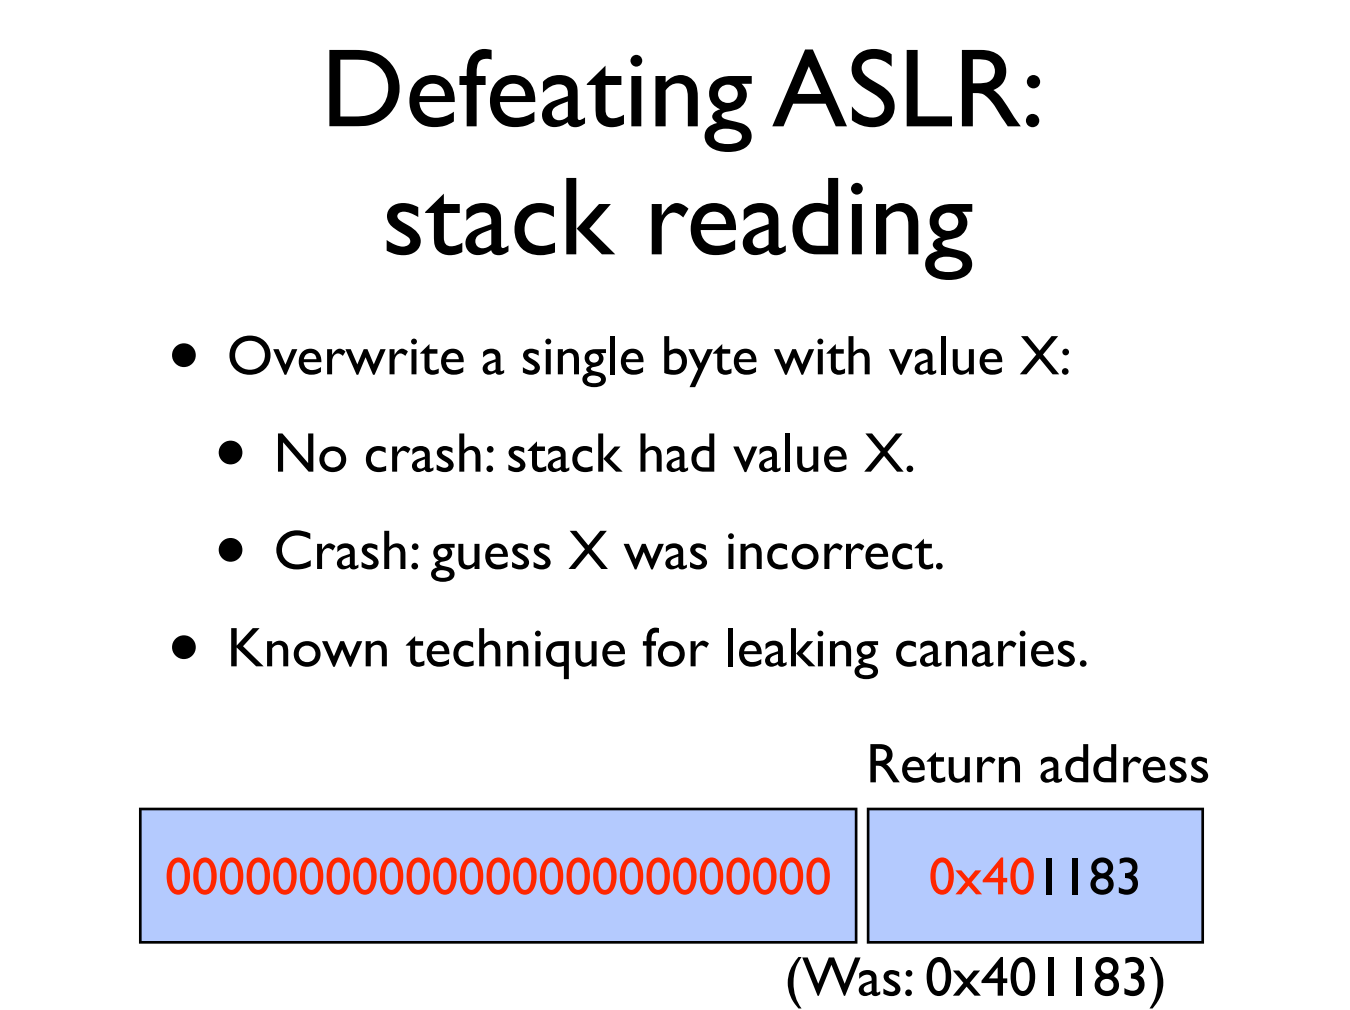 Defeating ASLR:
stack reading
• Overwrite a single byte with value X:
• No crash: stack had value X.
• Crash: guess X was incorrect.
• Known technique for leaking canaries.
Return address
0000000000000000000000000 0x401183
(Was: 0x401183)